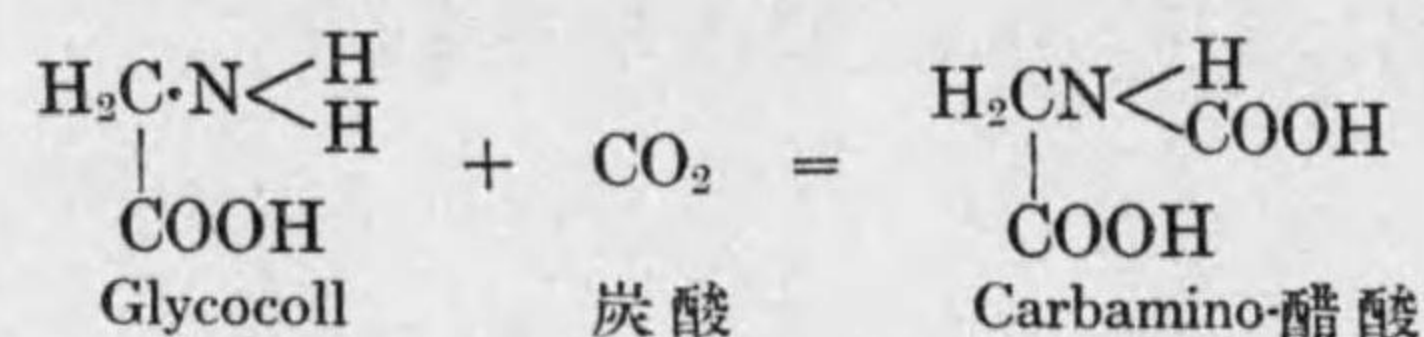 H₂C·N<H
H
+ CO₂ =
H₂CN<H
COOH
COOH
COOH
Glycocoll 炭酸 Carbamino-醋酸